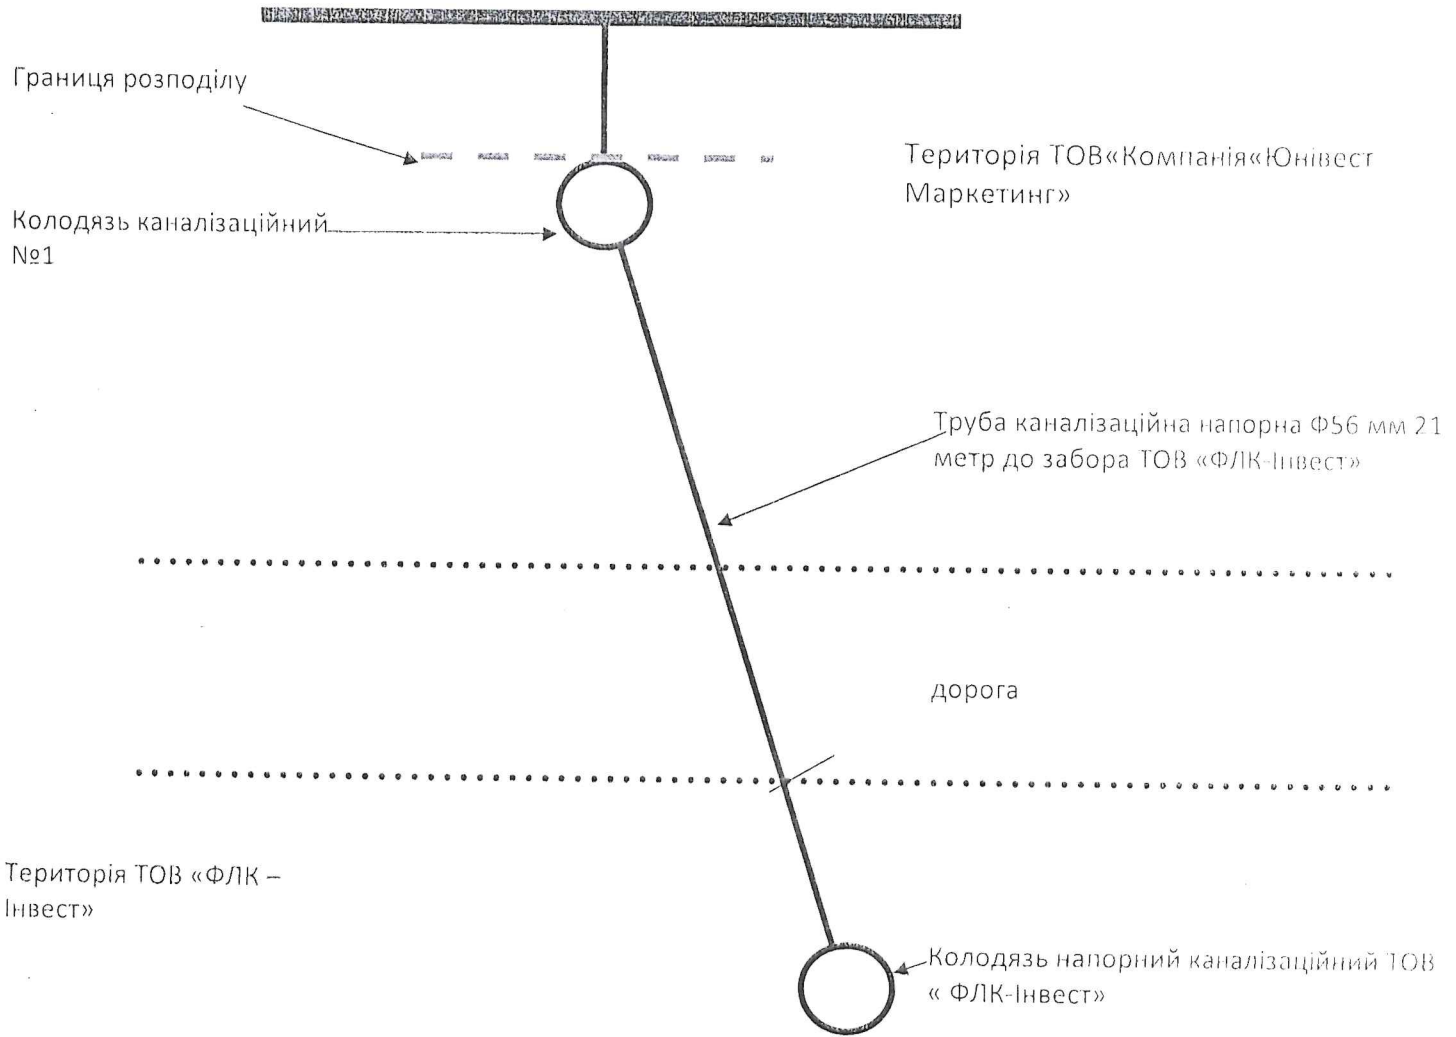 Границя розподілу
Територія ТОВ«Компанія«Юнівест
Маркетинг»
Колодязь каналізаційний
№1
Труба каналізаційна напорна Ф56 мм 21
метр до забора ТОВ «ФЛК-Інвест»
дорога
Територія ТОВ «ФЛК –
Інвест»
Колодязь напорний каналізаційний ТОВ
« ФЛК-Інвест»